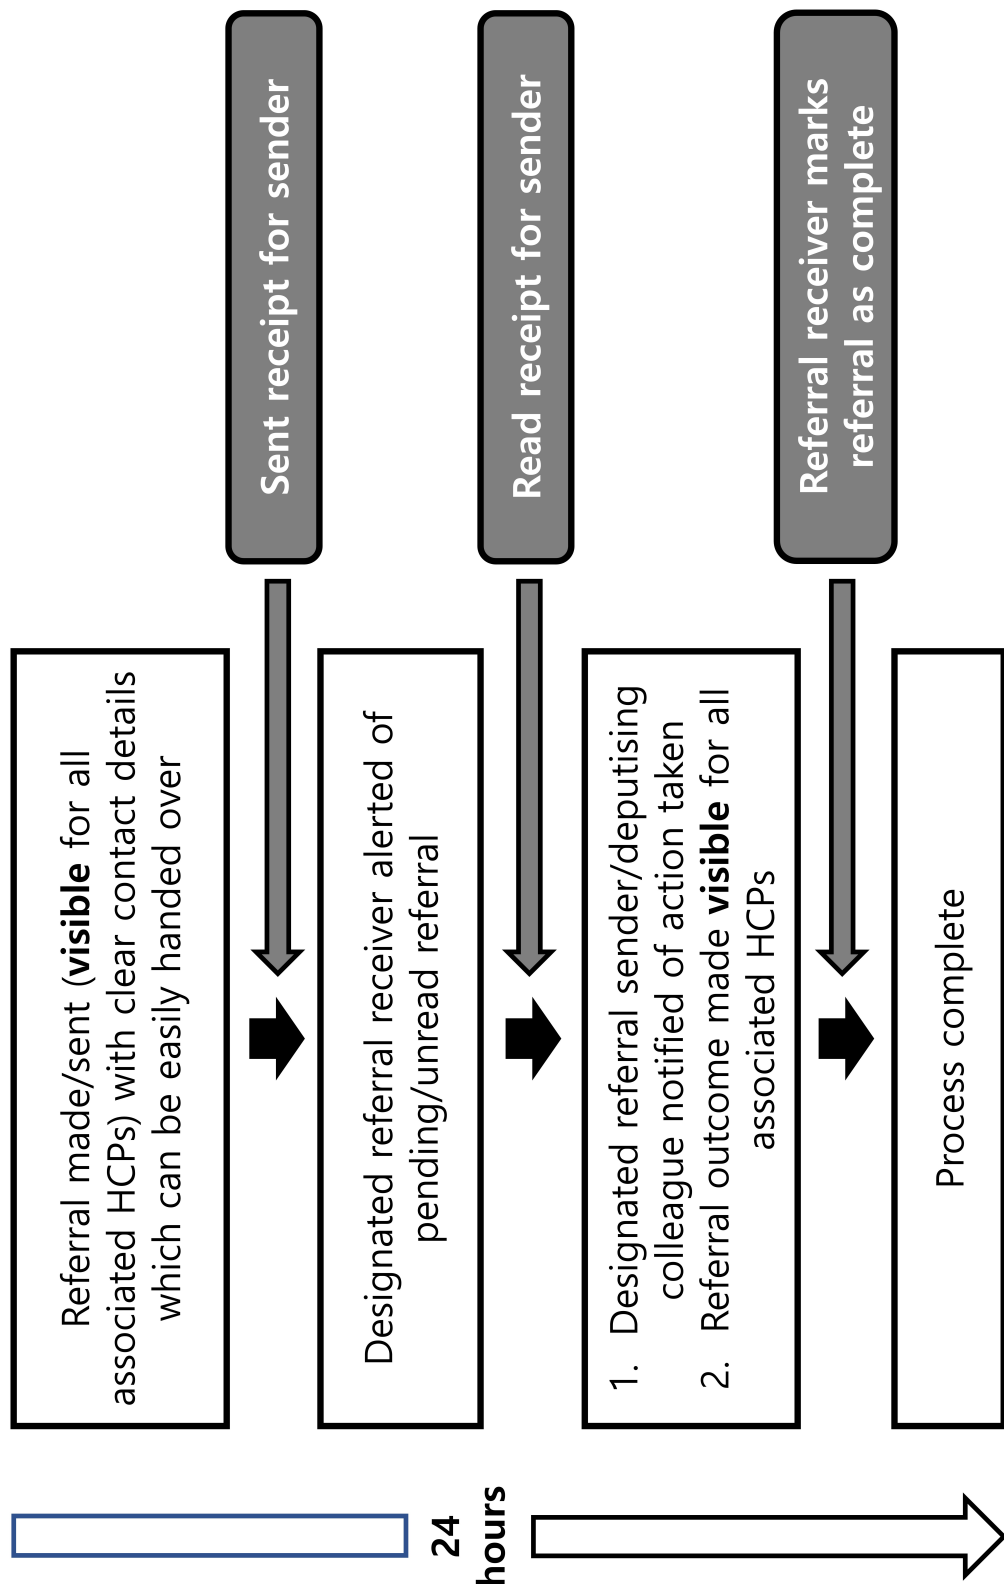 Referral made/sent (visible for all
associated HCPs) with clear contact details
which can be easily handed over
Sent receipt for sender
Designated referral receiver alerted of
pending/unread referral
Read receipt for sender
1. Designated referral sender/deputising
colleague notified of action taken
2. Referral outcome made visible for all
associated HCPs
Referral receiver marks
referral as complete
Process complete
24
hours